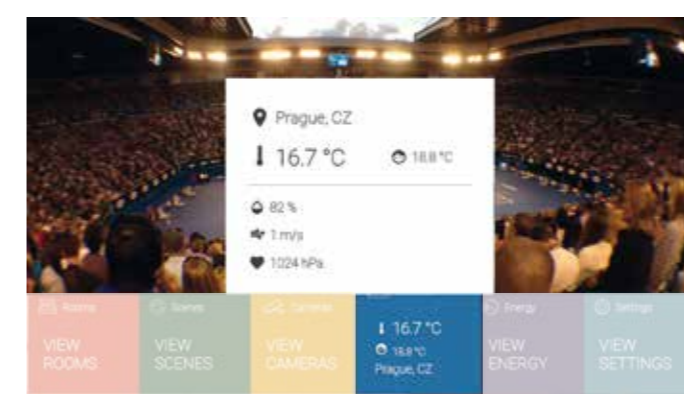 Prague, CZ
16.7 °C
18.8 °C
82 %
1 m/s
1024 hPa
Rooms
VIEW
ROOMS
Scenes
VIEW
SCENES
Cameras
VIEW
CAMERAS
16.7 °C
18.8 °C
Prague, CZ
Energy
VIEW
ENERGY
Settings
VIEW
SETTINGS